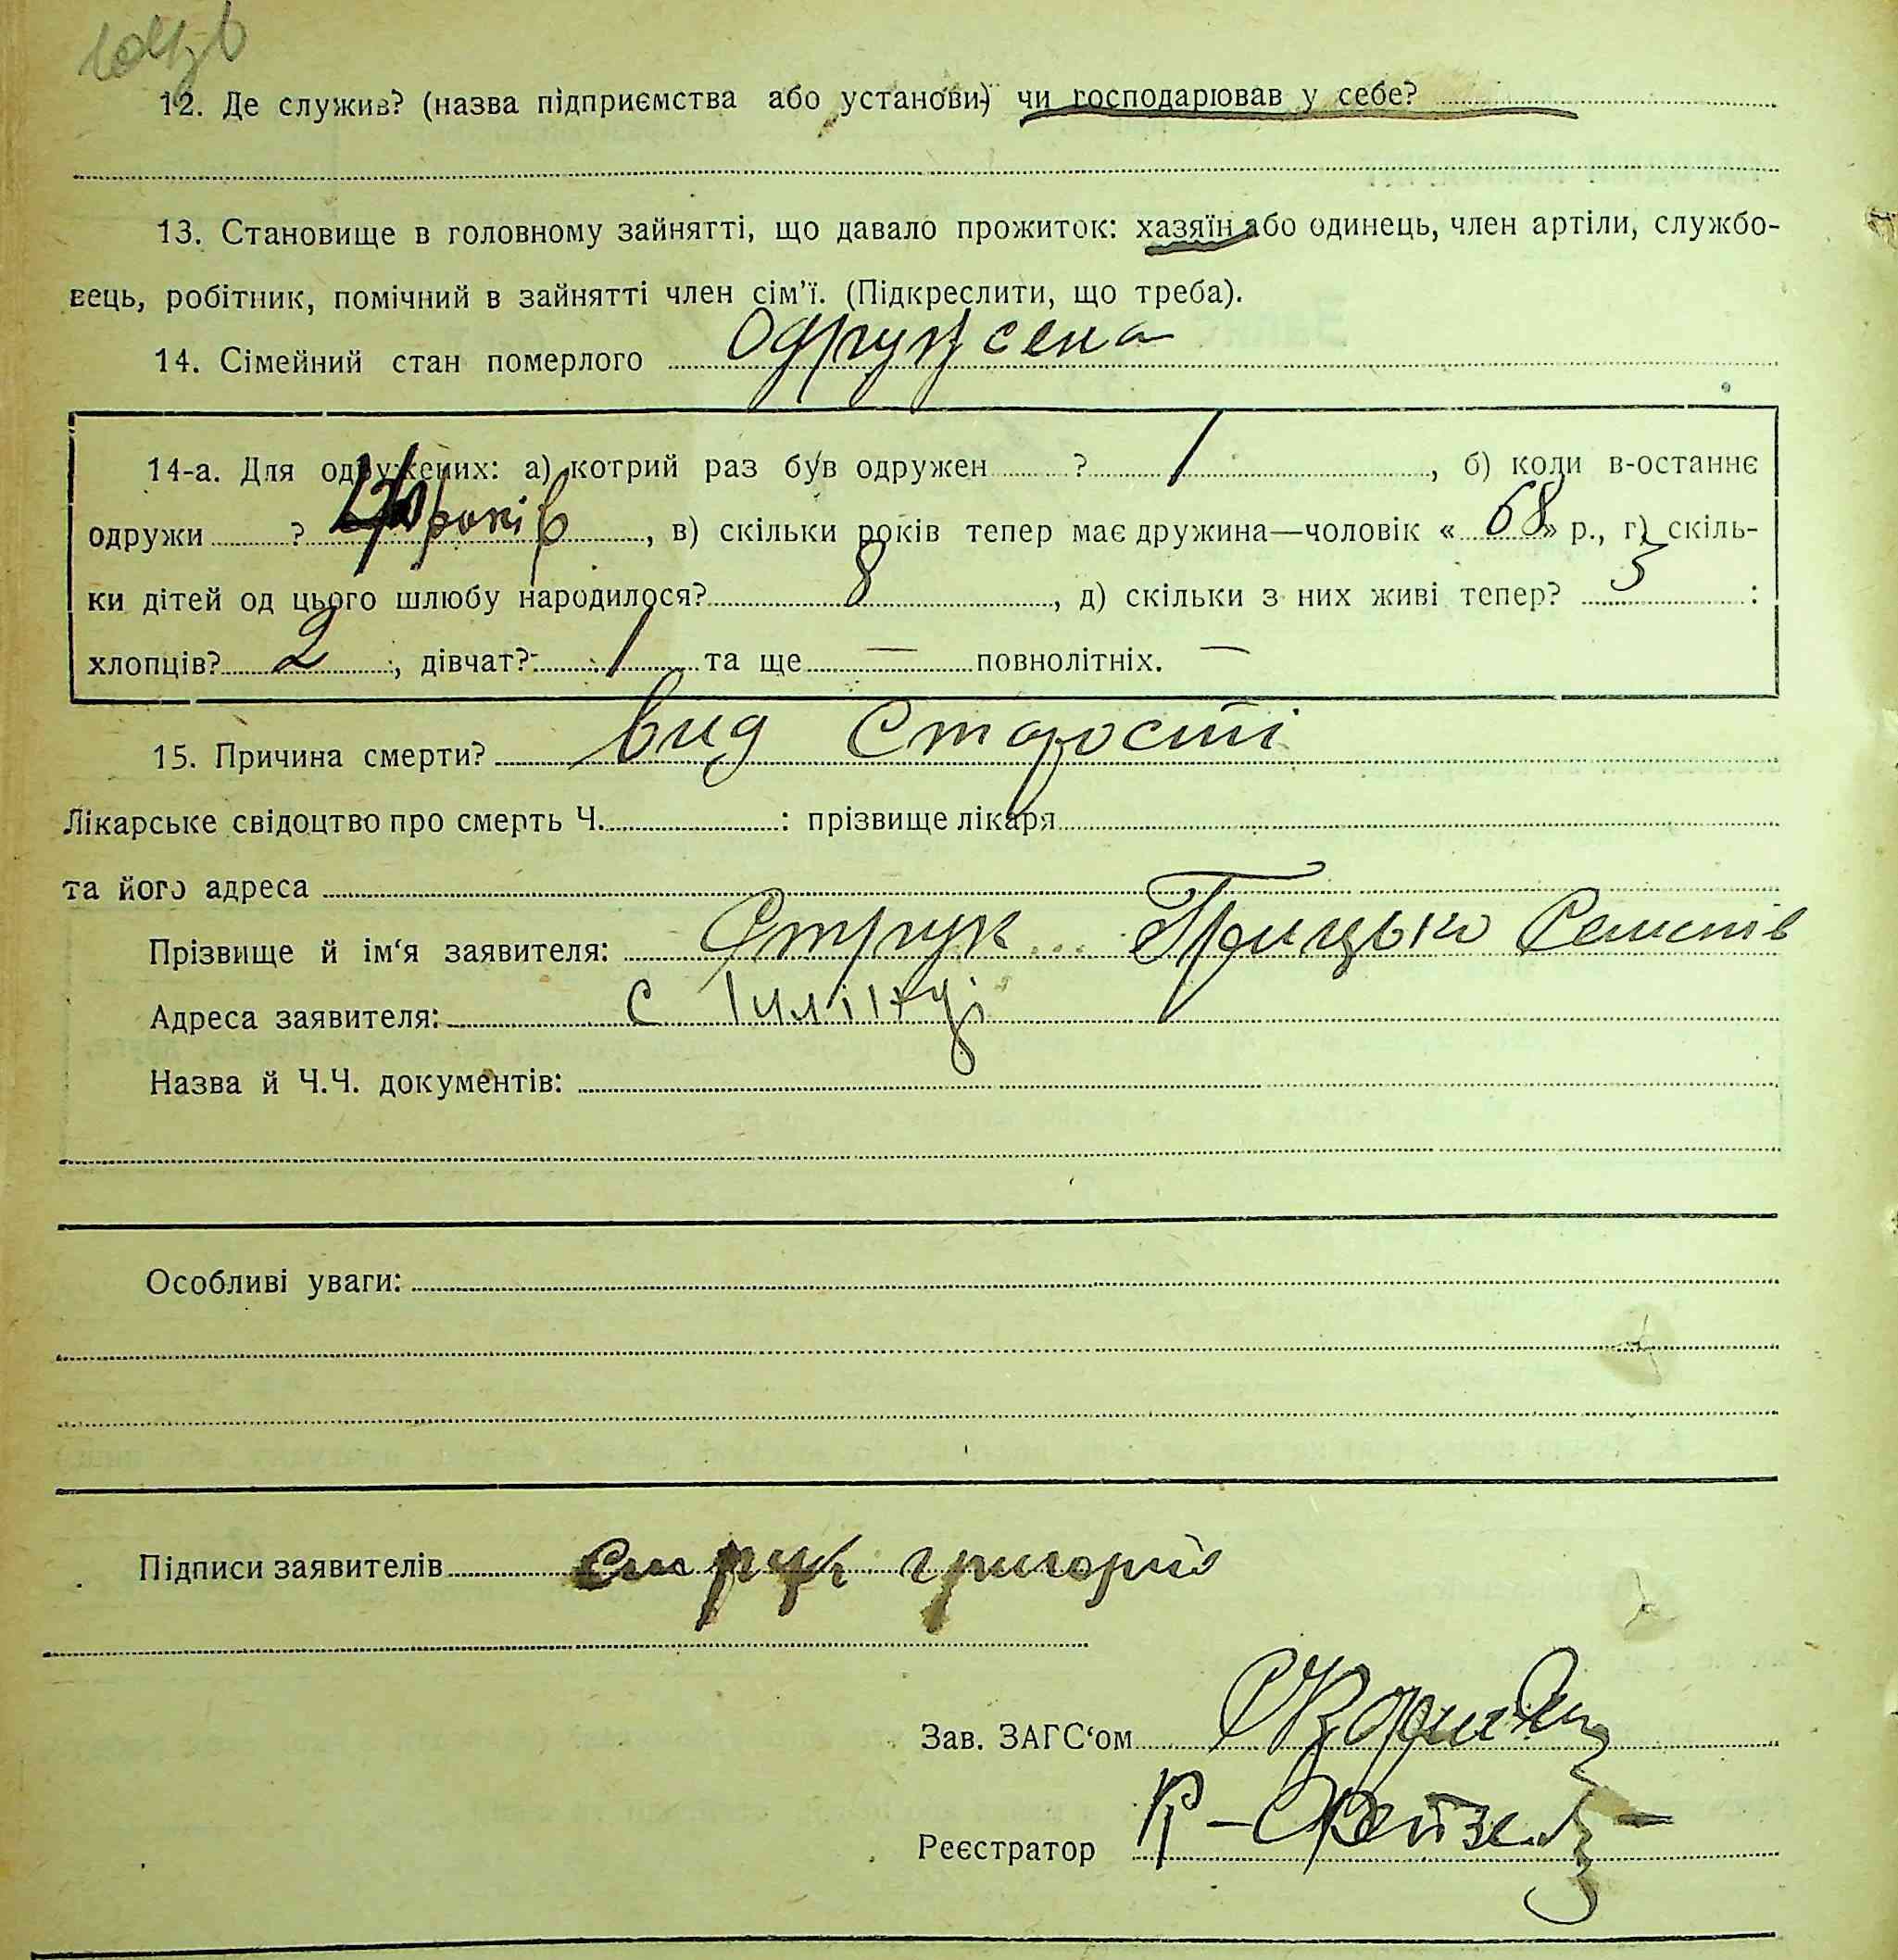 12. Де служив? (назва підприємства або установи) чи господарював у себе?
13. Становище в головному зайнятті, що давало прожиток: хазяїн або одинець, член артіли, службо-
вець, робітник, помічний в зайнятті член сім'ї. (Підкреслити, що треба).
14. Сімейний стан померлого Одружена
14-а. Для одружених: а) котрий раз був одружен ? 1, б) коли в-останнє
одружи ? років, в) скільки років тепер має дружина—чоловік « 68 » р., г) скіль-
ки дітей од цього шлюбу народилося? 8, д) скільки з них живі тепер? 3 :
хлопців? 2, дівчат? 1 та ще — повнолітніх. —
15. Причина смерти? вид Старости
Лікарське свідоцтво про смерть Ч. : прізвище лікаря
та його адреса
Прізвище й ім'я заявителя: Струк Грицько
Адреса заявителя: с
Назва й Ч.Ч. документів:
Особливі уваги:
Підписи заявителів Струк григорій
Зав. ЗАГС'ом
Реєстратор